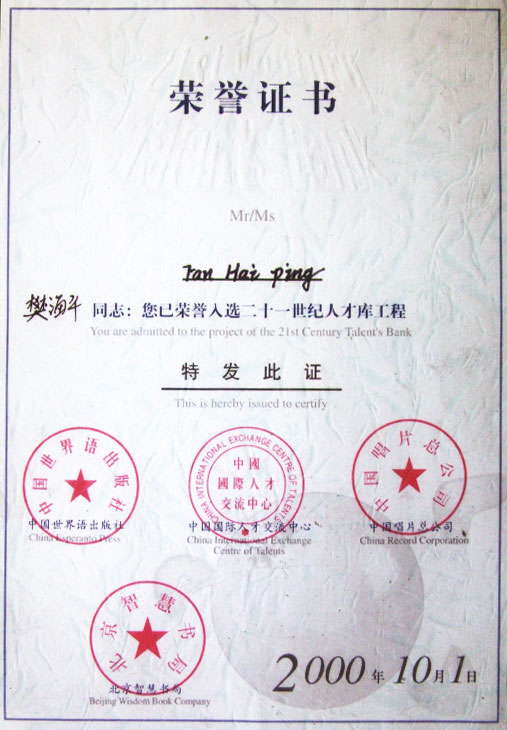 荣誉证书
Mr/Ms
Fan Hai ping
樊海平 同志：您已荣誉入选二十一世纪人才库工程
You are admitted to the project of the 21st Century Talent's Bank
特发此证
This is hereby issued to certify
中国世界语出版社
CHINA INTERNATIONAL EXCHANGE CENTRE OF TALENTS
中國
國際人才
交流中心
中国唱片总公司
中国世界语出版社
China Esperanto Press
中国国际人才交流中心
China International Exchange
Centre of Talents
中国唱片总公司
China Record Corporation
北京智慧书局
北京智慧书局
Beijing Wisdom Book Company
2000年10月1日